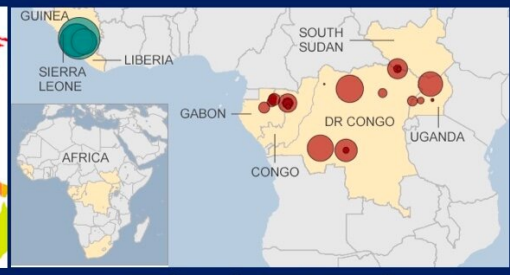 GUINEA
SIERRA
LEONE
LIBERIA
SOUTH
SUDAN
GABON
DR CONGO
UGANDA
CONGO
AFRICA